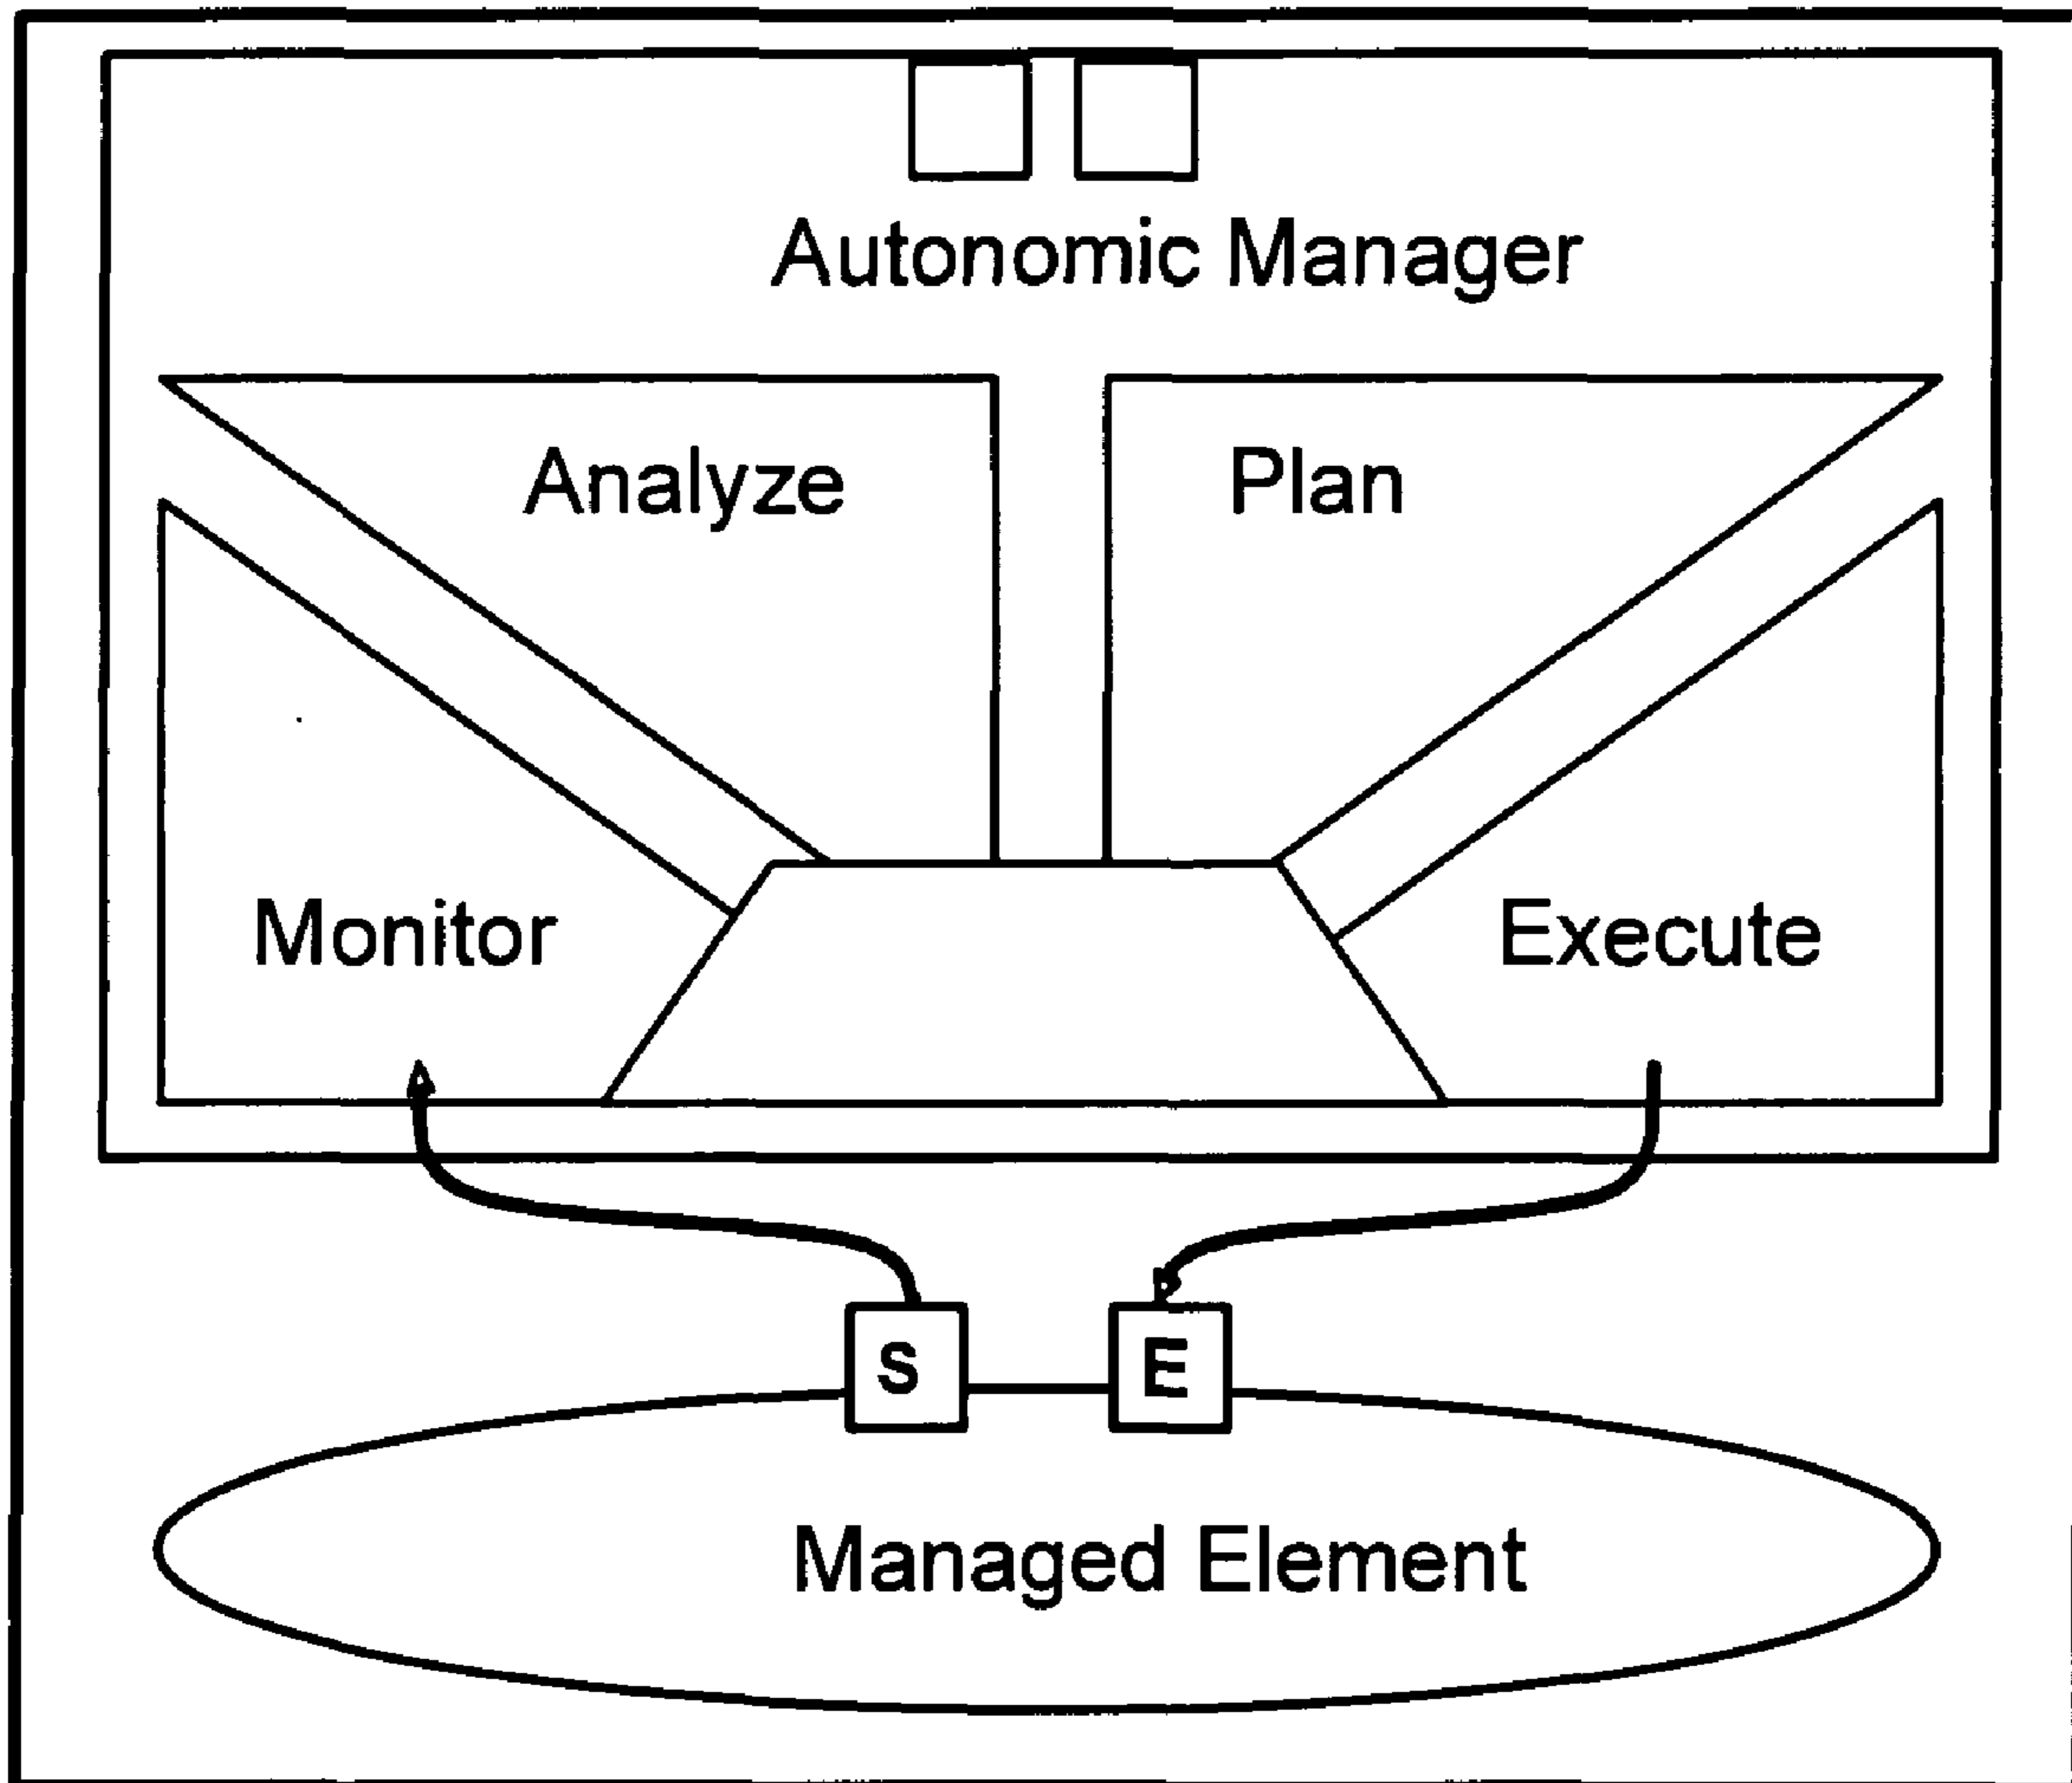 Autonomic Manager
Analyze
Plan
Monitor
Execute
S
E
Managed Element